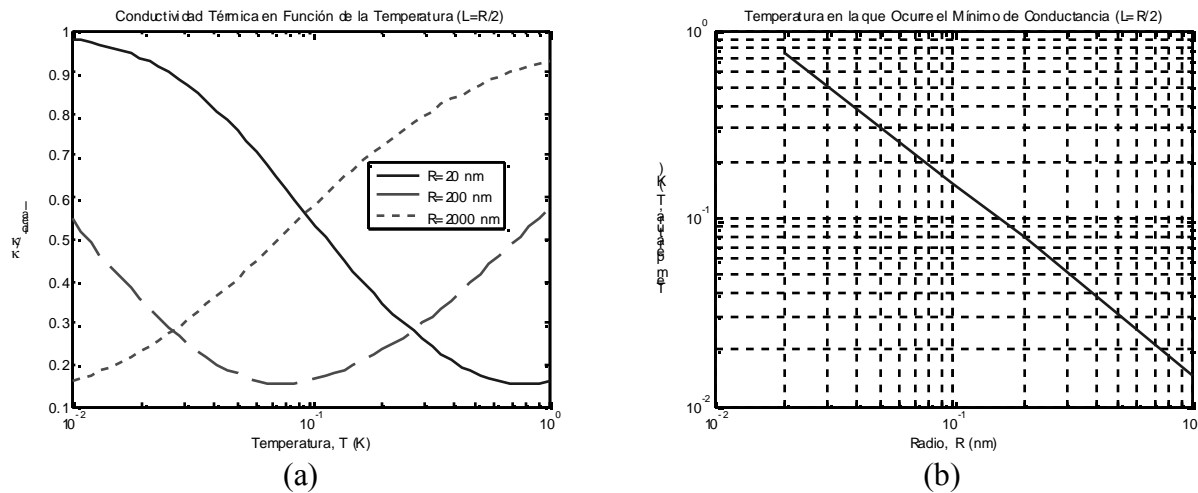 Conductividad Térmica en Función de la Temperatura (L=R/2)
1
0.9
0.8
0.7
0.6
0.5
0.4
0.3
0.2
0.1
R=20 nm
R=200 nm
R=2000 nm
10-2
10-1
100
Temperatura, T (K)
(a)
Temperatura en la que Ocurre el Mínimo de Conductancia (L=R/2)
100
10-1
10-2
Temperatura, T (K)
10-2
10-1
10
Radio, R (nm)
(b)